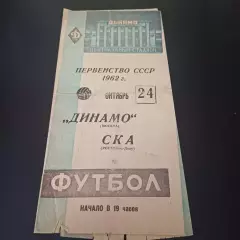 ДИНАМО
ПЕРВЕНСТВО СССР
1962 г.
ОКТЯБРЬ 24
„ДИНАМО"
СКА
ФУТБОЛ
НАЧАЛО В 19 часов